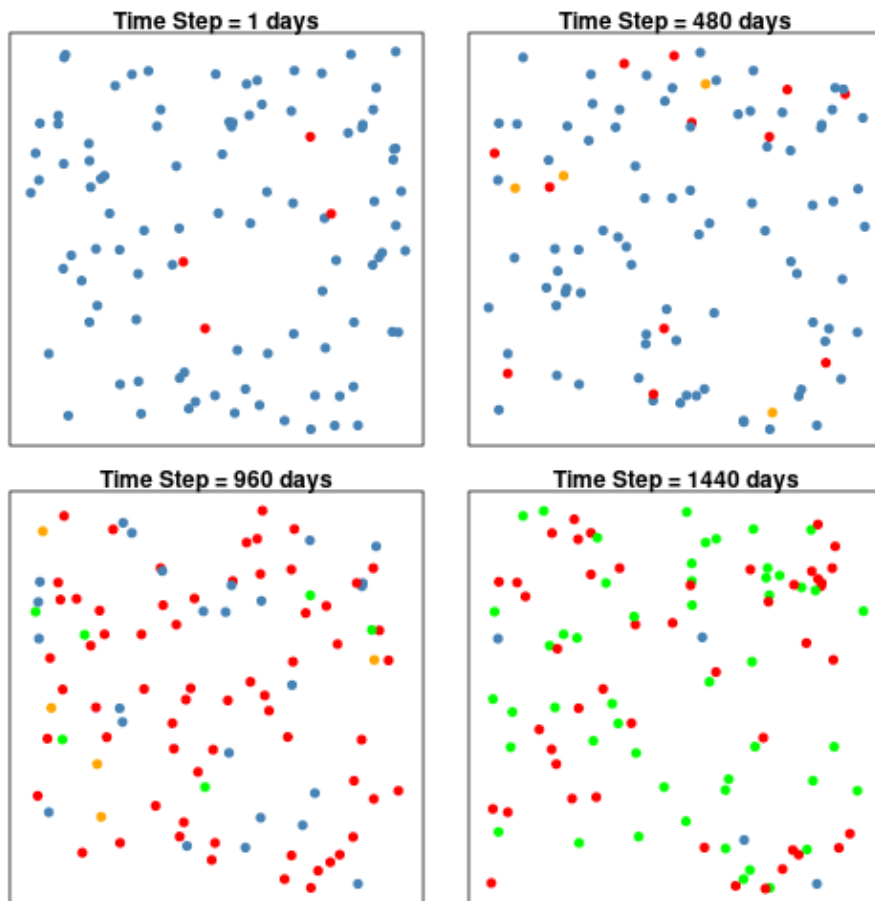 Time Step = 1 days
Time Step = 480 days
Time Step = 960 days
Time Step = 1440 days